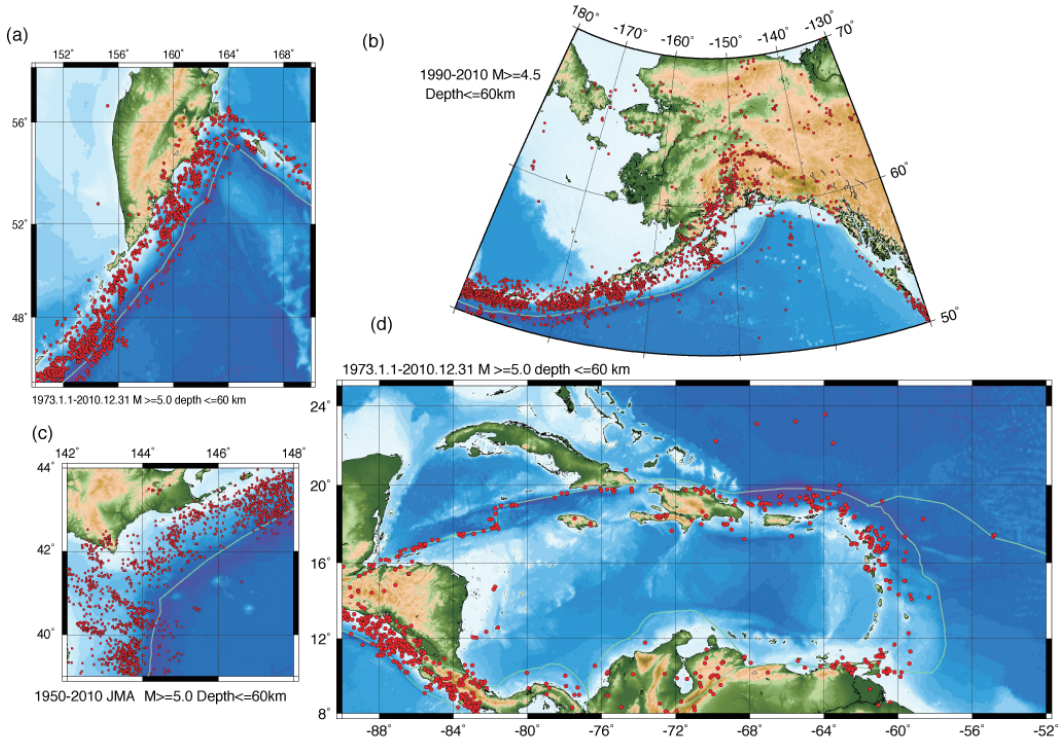 (a)
152° 156° 160° 164° 168°
56°
52°
48°
1973.1.1-2010.12.31 M >=5.0 depth <=60 km
(b)
180° -170° -160° -150° -140° -130°
70°
60°
50°
1990-2010 M>=4.5
Depth<=60km
(c)
142 144° 146° 148°
44°
42°
40°
1950-2010 JMA M>=5.0 Depth<=60km
(d)
1973.1.1-2010.12.31 M >=5.0 depth <=60 km
24°
20°
16°
12°
8°
-88° -84° -80° -76° -72° -68° -64° -60° -56° -52°